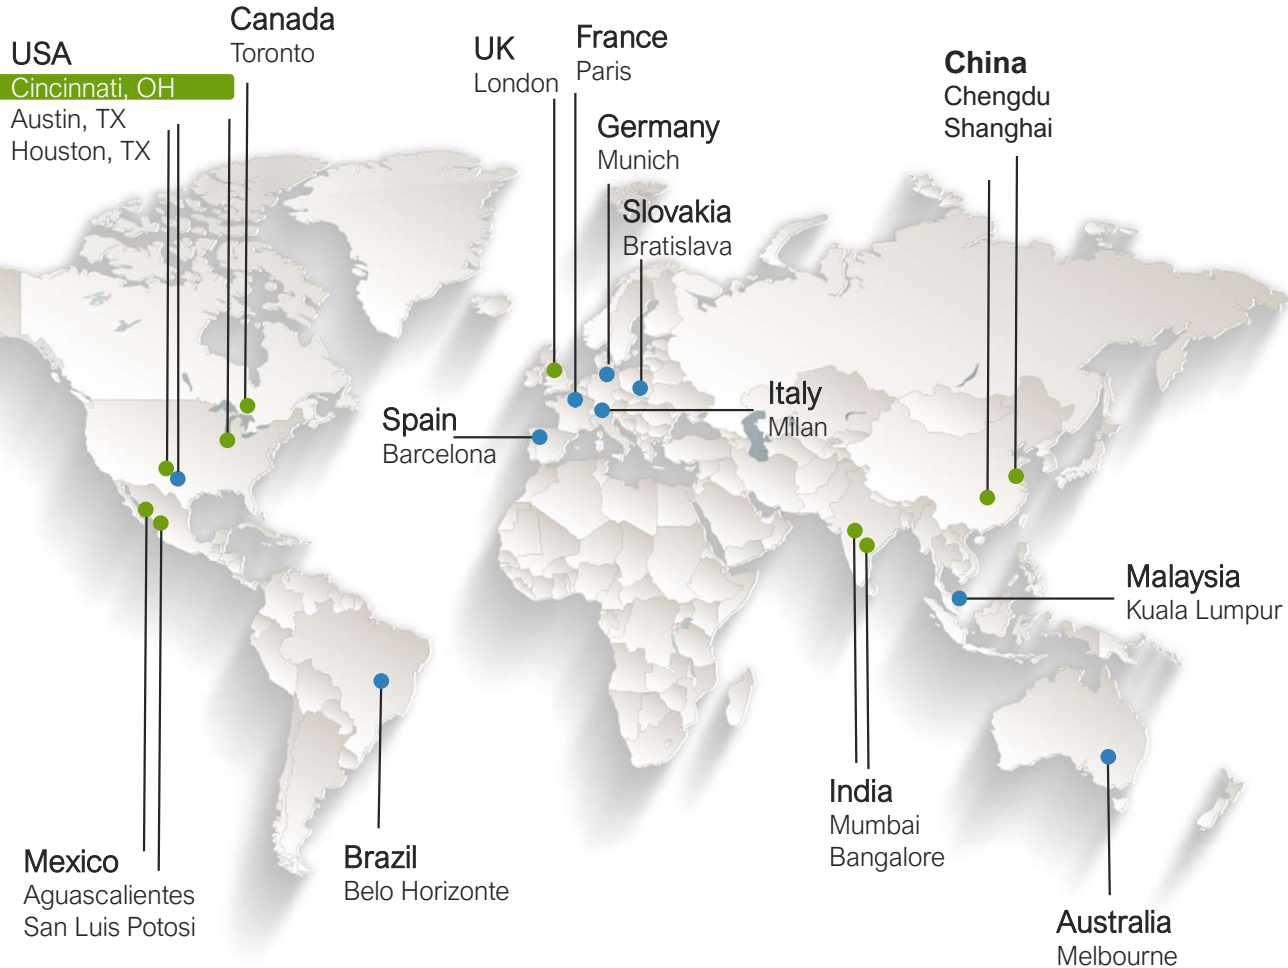 USA
Cincinnati, OH
Austin, TX
Houston, TX
Canada
Toronto
UK
London
France
Paris
Germany
Munich
Slovakia
Bratislava
China
Chengdu
Shanghai
Spain
Barcelona
Italy
Milan
Malaysia
Kuala Lumpur
India
Mumbai
Bangalore
Mexico
Aguascalientes
San Luis Potosi
Brazil
Belo Horizonte
Australia
Melbourne